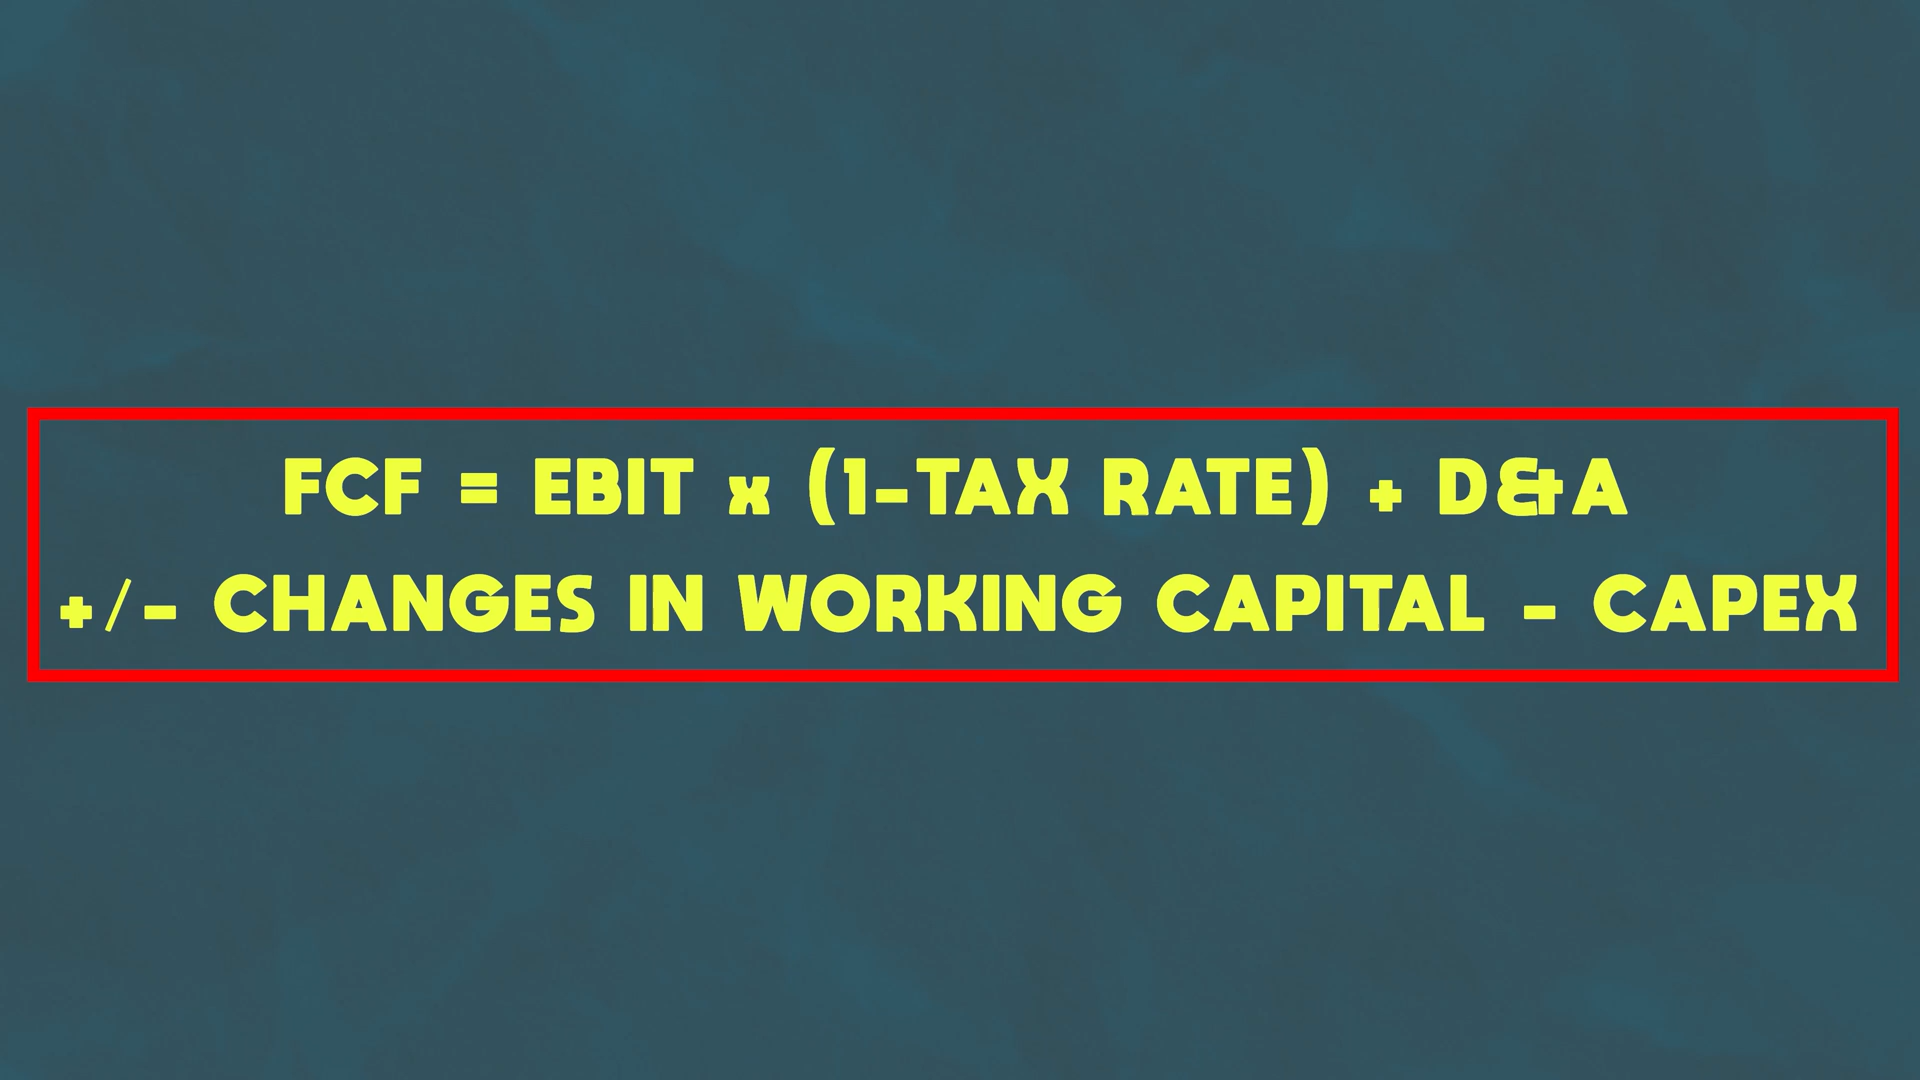 FCF = EBIT x (1-TAX RATE) + D&A
+/- CHANGES IN WORKING CAPITAL - CAPEX